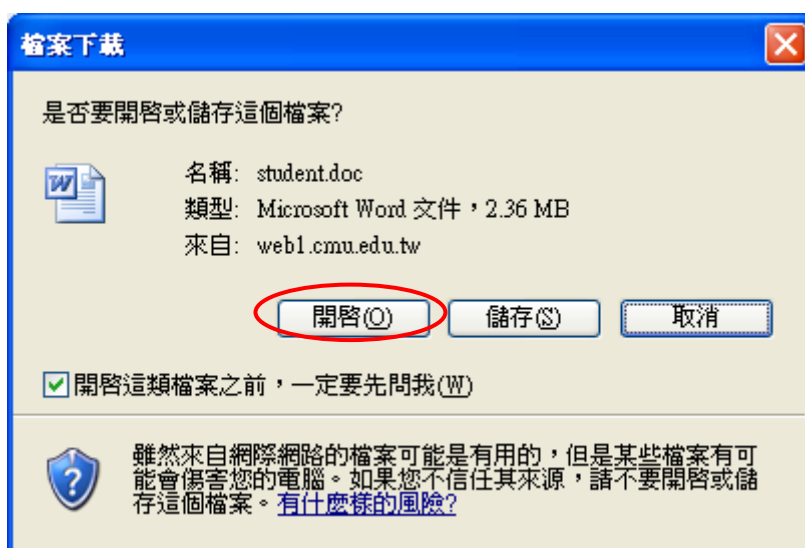 檔案下載
是否要開啓或儲存這個檔案?
名稱: student.doc
類型: Microsoft Word 文件，2.36 MB
來自: web1.cmu.edu.tw
開啓(O) 儲存(S) 取消
開啓這類檔案之前，一定要先問我(W)
雖然來自網際網路的檔案可能是有用的，但是某些檔案有可
能會傷害您的電腦。如果您不信任其來源，請不要開啓或儲
存這個檔案。有什麼樣的風險?